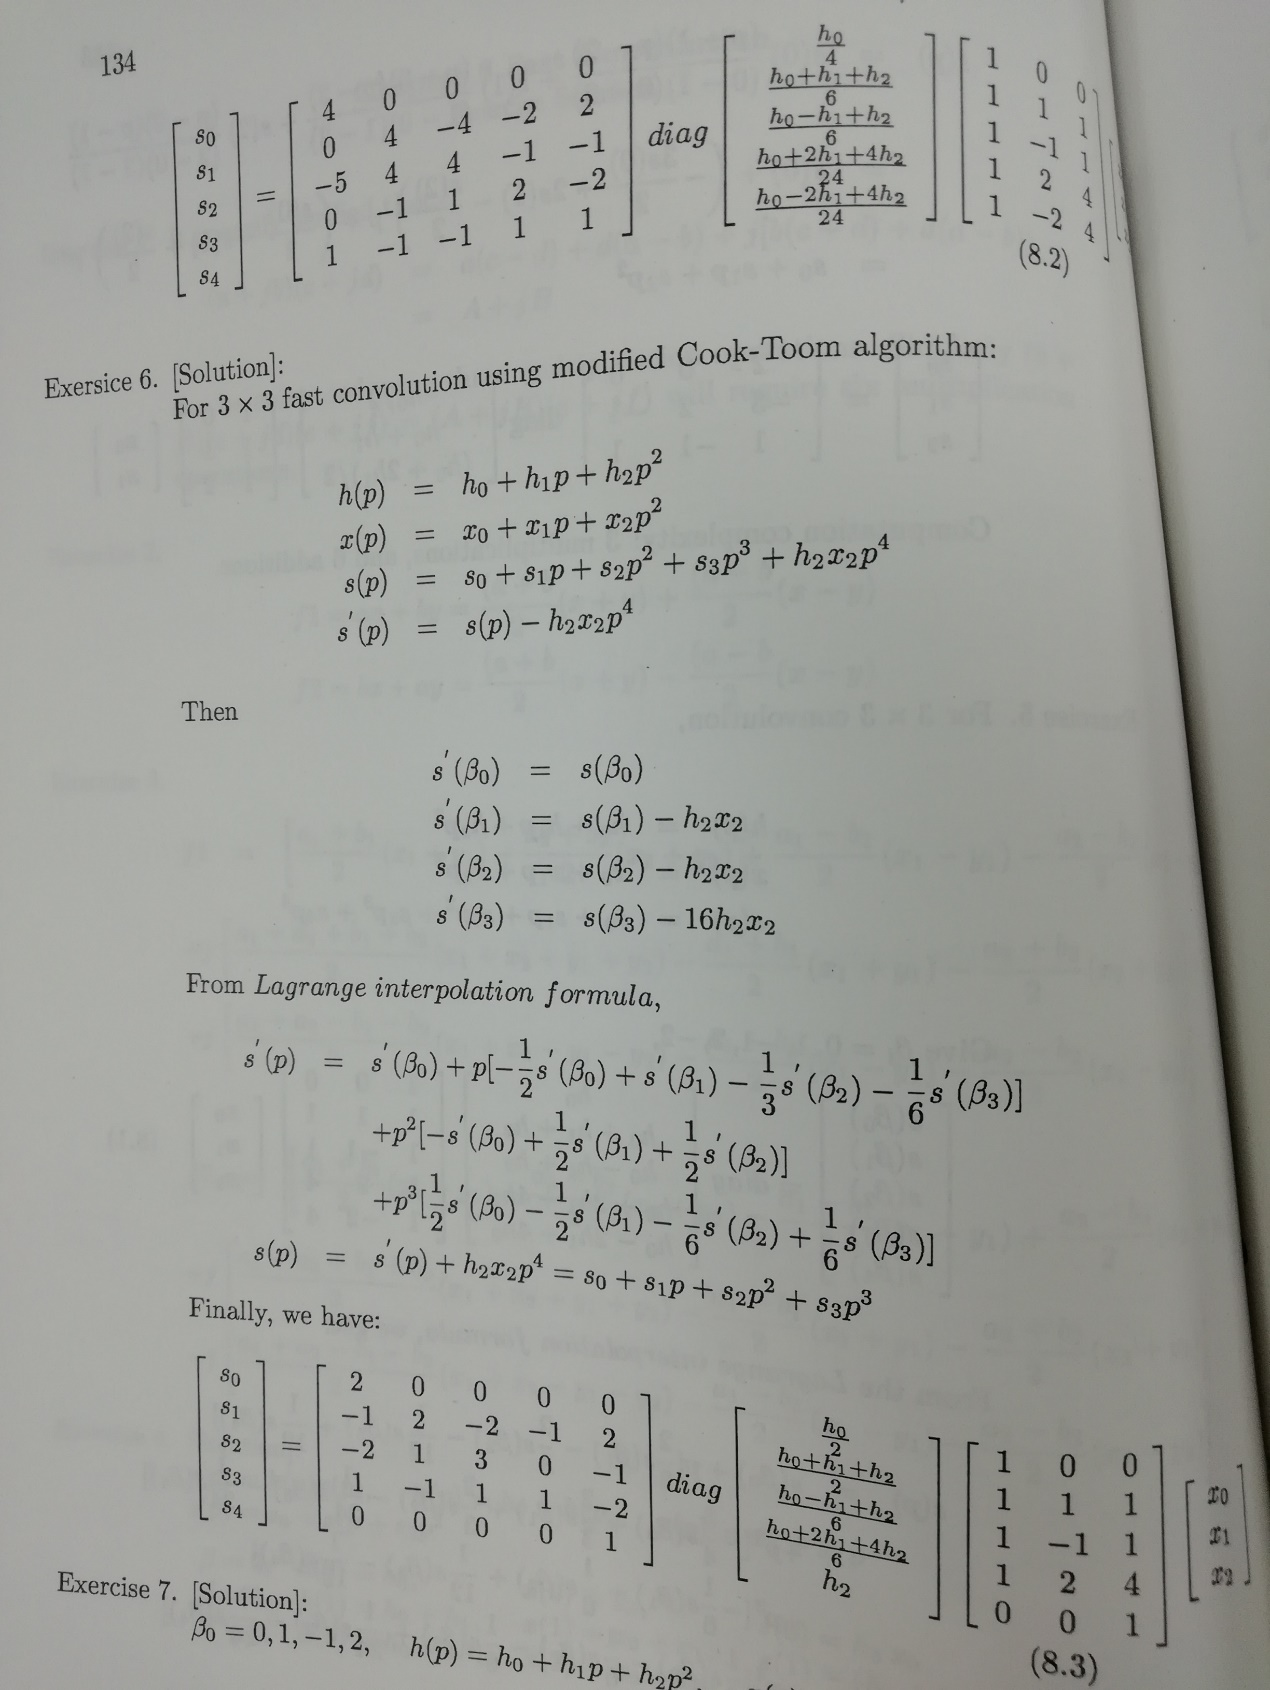 134
[s0 s1 s2 s3 s4] = [4 0 0 0 0; 0 4 −4 −2 2; −5 4 4 −1 −1; 0 −1 1 2 −2; 1 −1 −1 1 1] diag [h0/4; (h0+h1+h2)/6; (h0−h1+h2)/6; (h0+2h1+4h2)/24; (h0−2h1+4h2)/24] [1 0 0; 1 1 1; 1 −1 1; 1 2 4; 1 −2 4]
(8.2)
Exersice 6. [Solution]:
For 3 × 3 fast convolution using modified Cook-Toom algorithm:
h(p) = h0 + h1p + h2p^2
x(p) = x0 + x1p + x2p^2
s(p) = s0 + s1p + s2p^2 + s3p^3 + h2x2p^4
s′(p) = s(p) − h2x2p^4
Then
s′(β0) = s(β0)
s′(β1) = s(β1) − h2x2
s′(β2) = s(β2) − h2x2
s′(β3) = s(β3) − 16h2x2
From Lagrange interpolation formula,
s′(p) = s′(β0) + p[−1/2 s′(β0) + s′(β1) − 1/3 s′(β2) − 1/6 s′(β3)]
+p^2[−s′(β0) + 1/2 s′(β1) + 1/2 s′(β2)]
+p^3[1/2 s′(β0) − 1/2 s′(β1) − 1/6 s′(β2) + 1/6 s′(β3)]
s(p) = s′(p) + h2x2p^4 = s0 + s1p + s2p^2 + s3p^3
Finally, we have:
[s0 s1 s2 s3 s4] = [2 0 0 0 0; −1 2 −2 −1 2; −2 1 3 0 −1; 1 −1 1 1 −2; 0 0 0 0 1] diag [h0/2; (h0+h1+h2)/2; (h0−h1+h2)/6; (h0+2h1+4h2)/6; h2] [1 0 0; 1 1 1; 1 −1 1; 1 2 4; 0 0 1] [x0 x1 x2]
(8.3)
Exercise 7. [Solution]:
β0 = 0, 1, −1, 2, h(p) = h0 + h1p + h2p^2